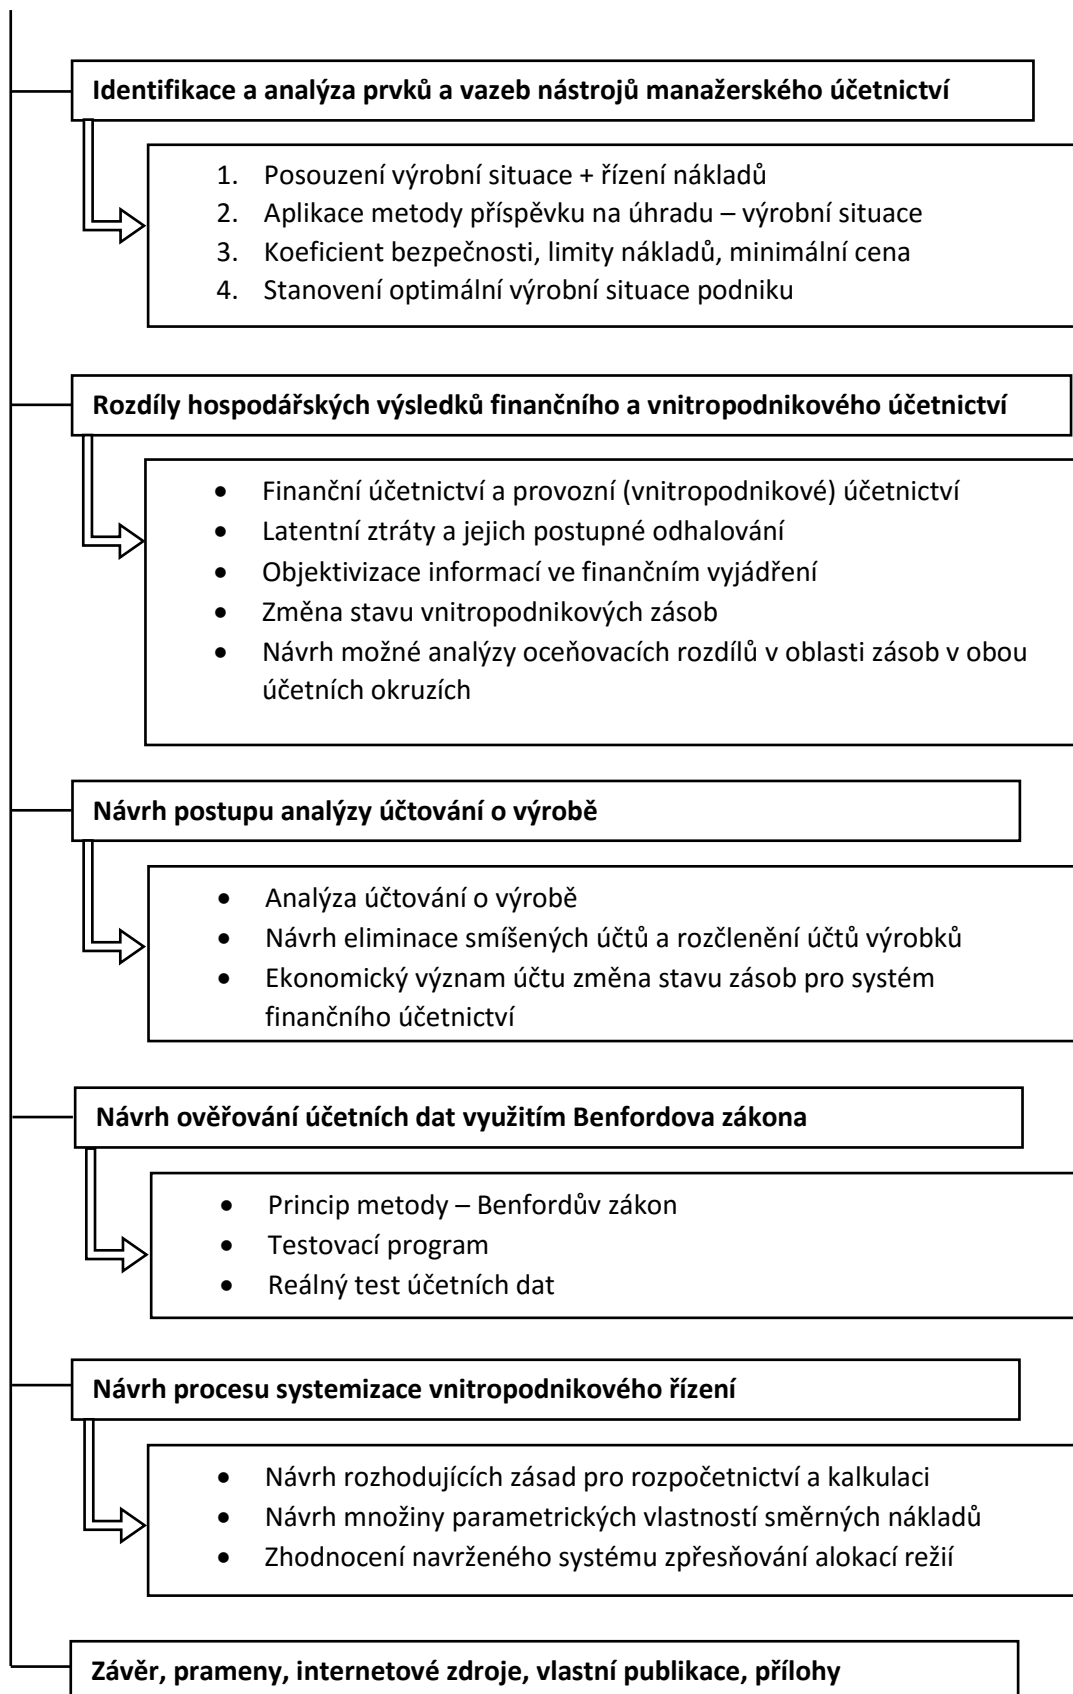 Identifikace a analýza prvků a vazeb nástrojů manažerského účetnictví
1. Posouzení výrobní situace + řízení nákladů
2. Aplikace metody příspěvku na úhradu – výrobní situace
3. Koeficient bezpečnosti, limity nákladů, minimální cena
4. Stanovení optimální výrobní situace podniku
Rozdíly hospodářských výsledků finančního a vnitropodnikového účetnictví
• Finanční účetnictví a provozní (vnitropodnikové) účetnictví
• Latentní ztráty a jejich postupné odhalování
• Objektivizace informací ve finančním vyjádření
• Změna stavu vnitropodnikových zásob
• Návrh možné analýzy oceňovacích rozdílů v oblasti zásob v obou
účetních okruzích
Návrh postupu analýzy účtování o výrobě
• Analýza účtování o výrobě
• Návrh eliminace smíšených účtů a rozčlenění účtů výrobků
• Ekonomický význam účtu změna stavu zásob pro systém
finančního účetnictví
Návrh ověřování účetních dat využitím Benfordova zákona
• Princip metody – Benfordův zákon
• Testovací program
• Reálný test účetních dat
Návrh procesu systemizace vnitropodnikového řízení
• Návrh rozhodujících zásad pro rozpočetnictví a kalkulaci
• Návrh množiny parametrických vlastností směrných nákladů
• Zhodnocení navrženého systému zpřesňování alokací režií
Závěr, prameny, internetové zdroje, vlastní publikace, přílohy